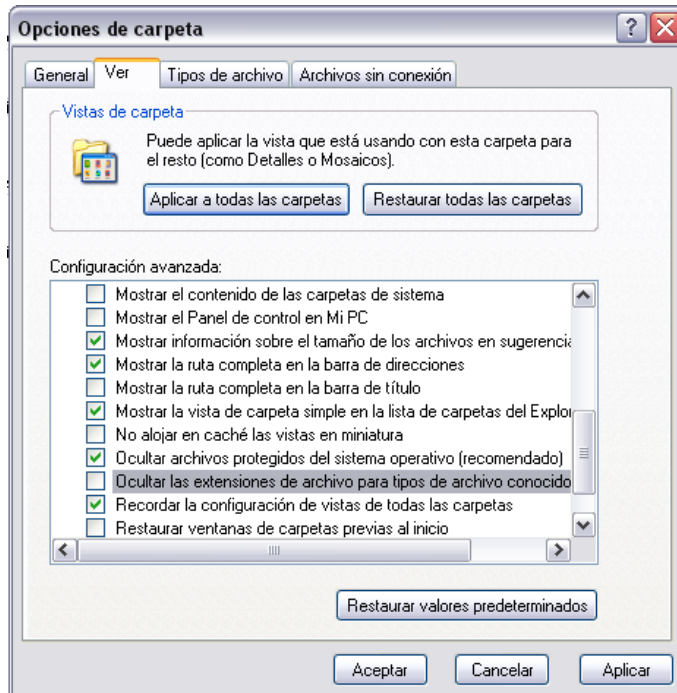 Opciones de carpeta
General Ver Tipos de archivo Archivos sin conexión
Vistas de carpeta
Puede aplicar la vista que está usando con esta carpeta para
el resto (como Detalles o Mosaicos).
Aplicar a todas las carpetas Restaurar todas las carpetas
Configuración avanzada:
Mostrar el contenido de las carpetas de sistema
Mostrar el Panel de control en Mi PC
Mostrar información sobre el tamaño de los archivos en sugerencia
Mostrar la ruta completa en la barra de direcciones
Mostrar la ruta completa en la barra de título
Mostrar la vista de carpeta simple en la lista de carpetas del Explor
No alojar en caché las vistas en miniatura
Ocultar archivos protegidos del sistema operativo (recomendado)
Ocultar las extensiones de archivo para tipos de archivo conocido
Recordar la configuración de vistas de todas las carpetas
Restaurar ventanas de carpetas previas al inicio
Restaurar valores predeterminados
Aceptar Cancelar Aplicar